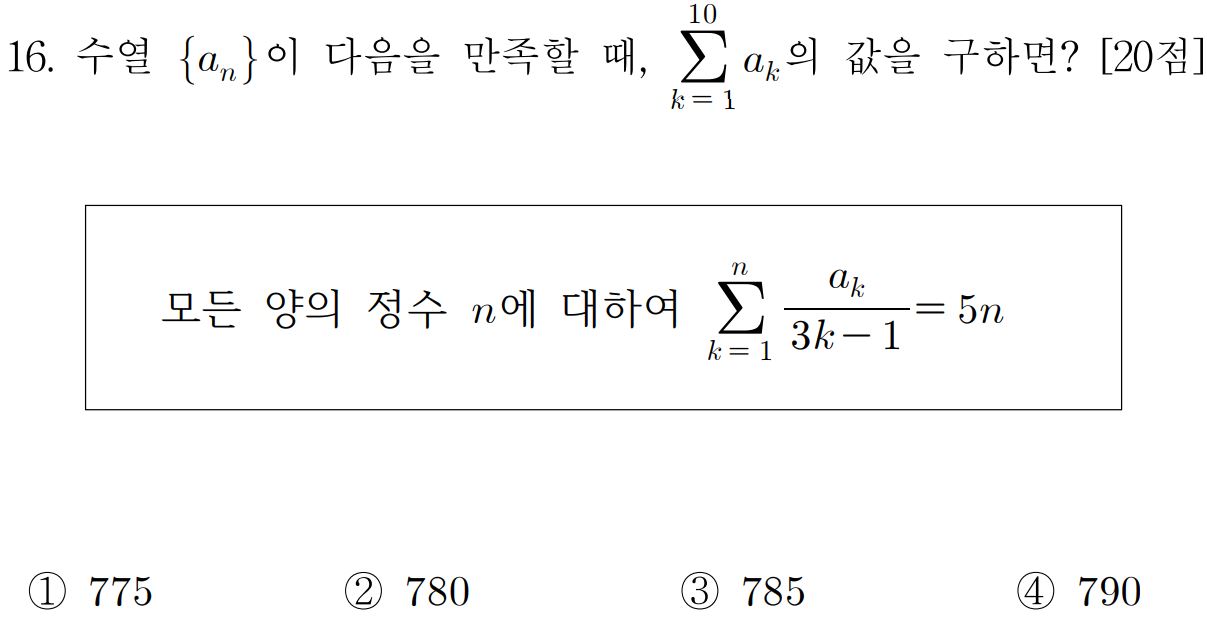 16. 수열 {aₙ}이 다음을 만족할 때, $\sum_{k=1}^{10} a_k$의 값을 구하면? [20점]
모든 양의 정수 n에 대하여 $\sum_{k=1}^{n} \frac{a_k}{3k-1} = 5n$
① 775 ② 780 ③ 785 ④ 790